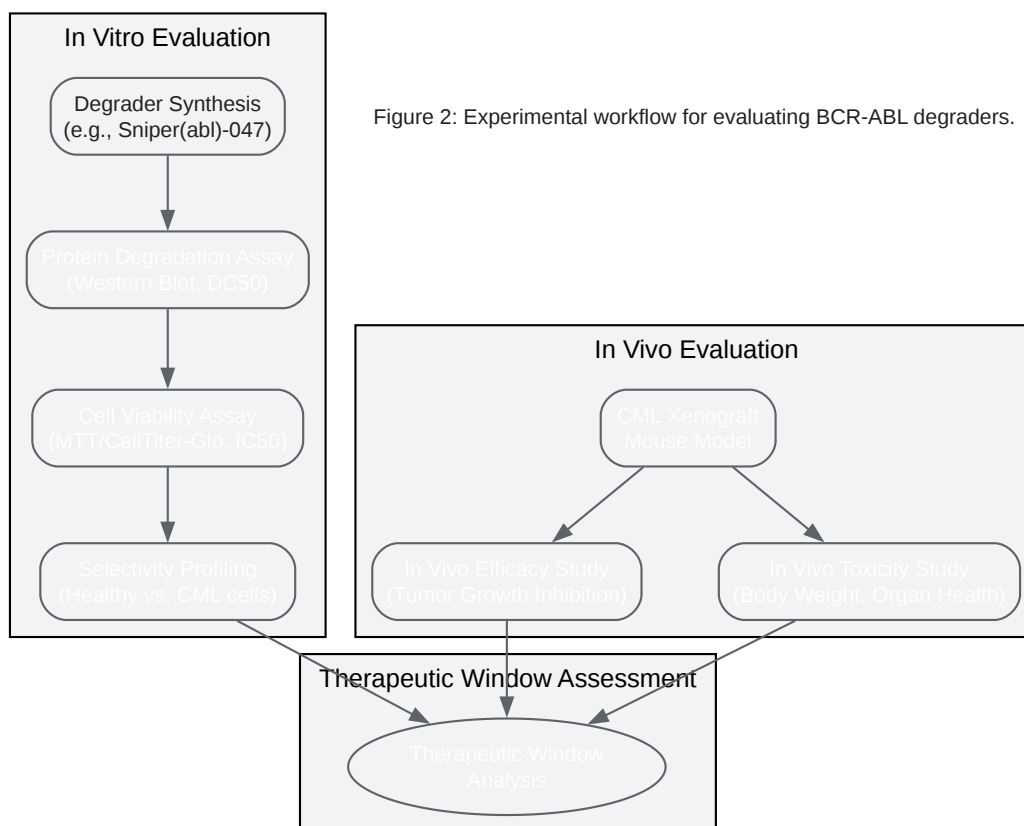 In Vitro Evaluation
Degrader Synthesis
(e.g., Sniper(abl)-047)
Figure 2: Experimental workflow for evaluating BCR-ABL degraders.
Protein Degradation Assay
(Western Blot, DC50)
Cell Viability Assay
(MTT/CellTiter-Glo, IC50)
Selectivity Profiling
(Healthy vs. CML cells)
In Vivo Evaluation
CML Xenograft
Mouse Model
In Vivo Efficacy Study
(Tumor Growth Inhibition)
In Vivo Toxicity Study
(Body Weight, Organ Health)
Therapeutic Window Assessment
Therapeutic Window
Analysis